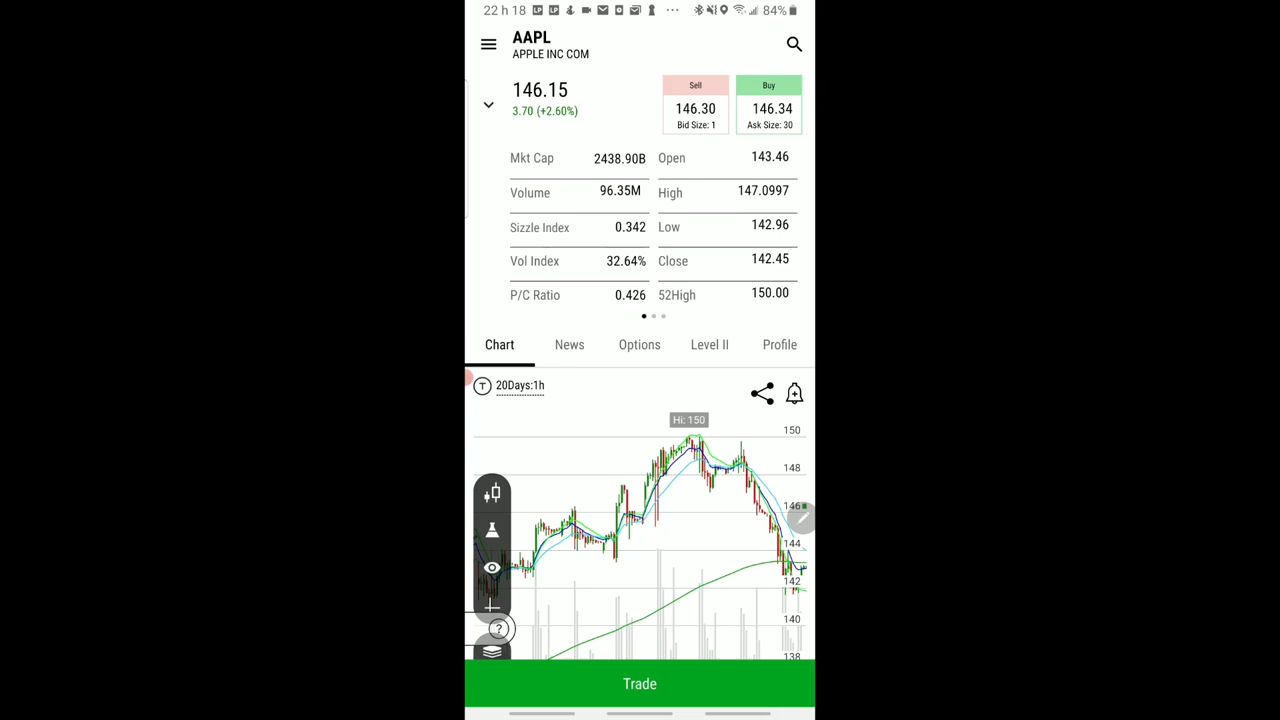 22 h 18 84%
AAPL
APPLE INC COM
146.15
3.70 (+2.60%)
Sell
146.30
Bid Size: 1
Buy
146.34
Ask Size: 30
Mkt Cap 2438.90B Open 143.46
Volume 96.35M High 147.0997
Sizzle Index 0.342 Low 142.96
Vol Index 32.64% Close 142.45
P/C Ratio 0.426 52High 150.00
Chart News Options Level II Profile
T 20Days:1h
Hi: 150
150
148
146
144
142
140
138
?
Trade